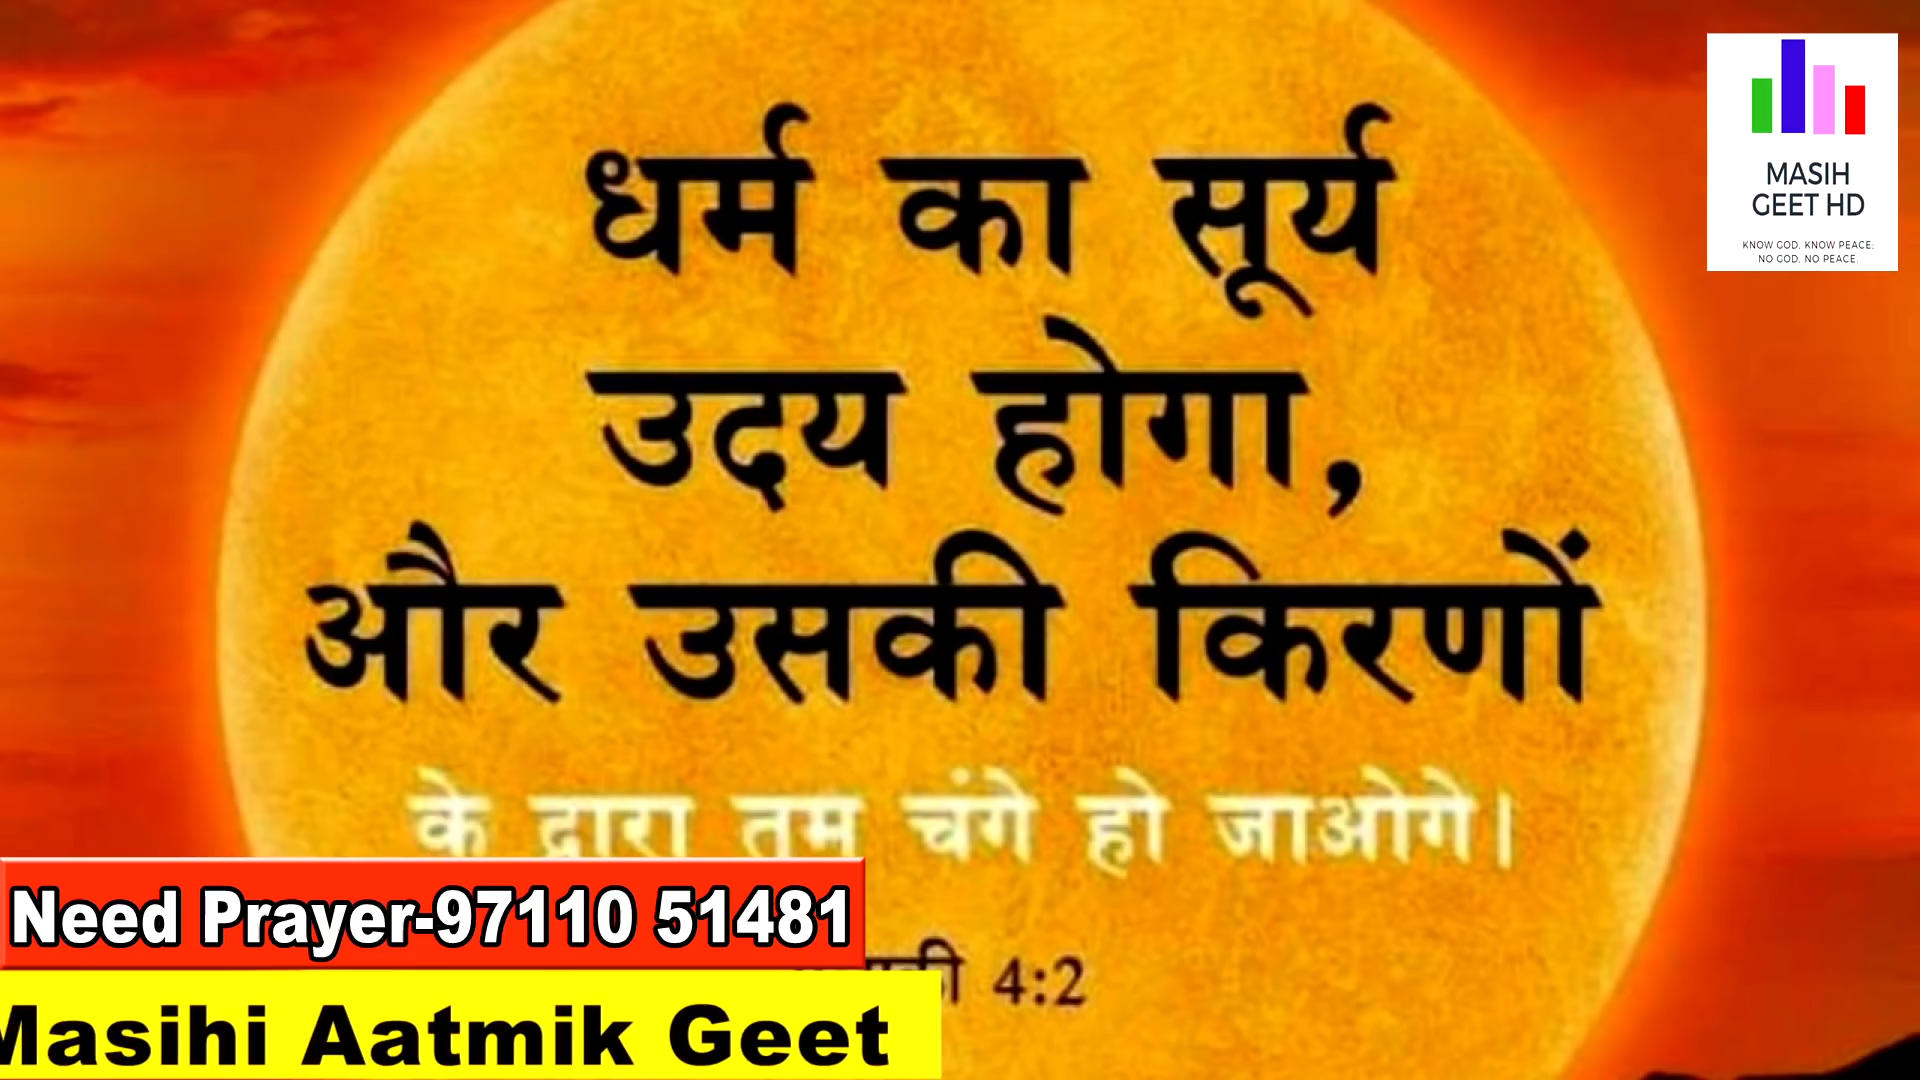 धर्म का सूर्य
उदय होगा,
और उसकी किरणों
के द्वारा तुम चंगे हो जाओगे।
4:2
Need Prayer-97110 51481
Masihi Aatmik Geet
MASIH
GEET HD
KNOW GOD, KNOW PEACE;
NO GOD, NO PEACE.